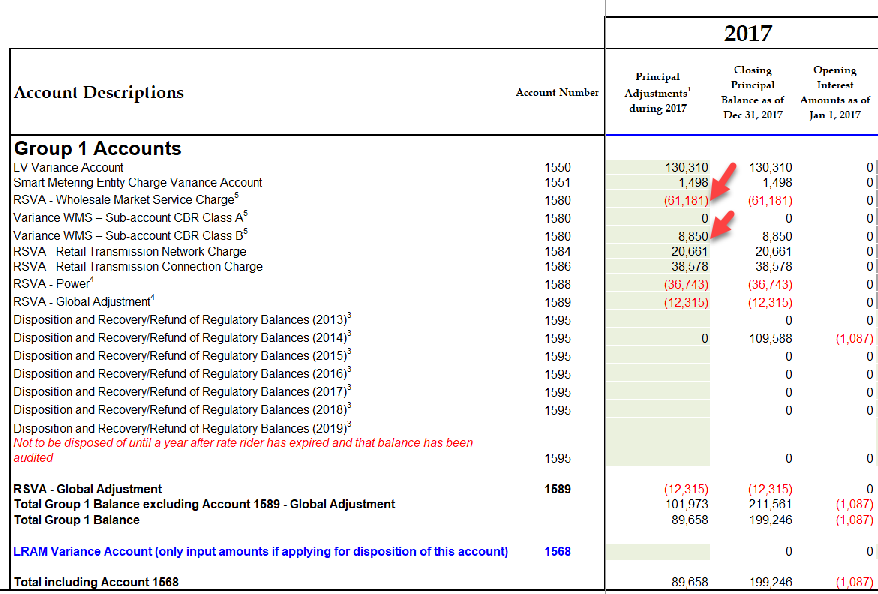 2017
Account Descriptions Account Number Principal Adjustments¹ during 2017 Closing Principal Balance as of Dec 31, 2017 Opening Interest Amounts as of Jan 1, 2017
Group 1 Accounts
LV Variance Account 1550 130,310 130,310 0
Smart Metering Entity Charge Variance Account 1551 1,498 1,498 0
RSVA - Wholesale Market Service Charge⁵ 1580 (61,181) (61,181) 0
Variance WMS – Sub-account CBR Class A⁵ 1580 0 0 0
Variance WMS – Sub-account CBR Class B⁵ 1580 8,850 8,850 0
RSVA - Retail Transmission Network Charge 1584 20,661 20,661 0
RSVA - Retail Transmission Connection Charge 1586 38,578 38,578 0
RSVA - Power⁴ 1588 (36,743) (36,743) 0
RSVA - Global Adjustment⁴ 1589 (12,315) (12,315) 0
Disposition and Recovery/Refund of Regulatory Balances (2013)³ 1595 0 0
Disposition and Recovery/Refund of Regulatory Balances (2014)³ 1595 0 109,588 (1,087)
Disposition and Recovery/Refund of Regulatory Balances (2015)³ 1595 0 0
Disposition and Recovery/Refund of Regulatory Balances (2016)³ 1595 0 0
Disposition and Recovery/Refund of Regulatory Balances (2017)³ 1595 0 0
Disposition and Recovery/Refund of Regulatory Balances (2018)³ 1595 0 0
Disposition and Recovery/Refund of Regulatory Balances (2019)³
Not to be disposed of until a year after rate rider has expired and that balance has been
audited 1595 0 0
RSVA - Global Adjustment 1589 (12,315) (12,315) 0
Total Group 1 Balance excluding Account 1589 - Global Adjustment 101,973 211,561 (1,087)
Total Group 1 Balance 89,658 199,246 (1,087)
LRAM Variance Account (only input amounts if applying for disposition of this account) 1568 0 0
Total including Account 1568 89,658 199,246 (1,087)